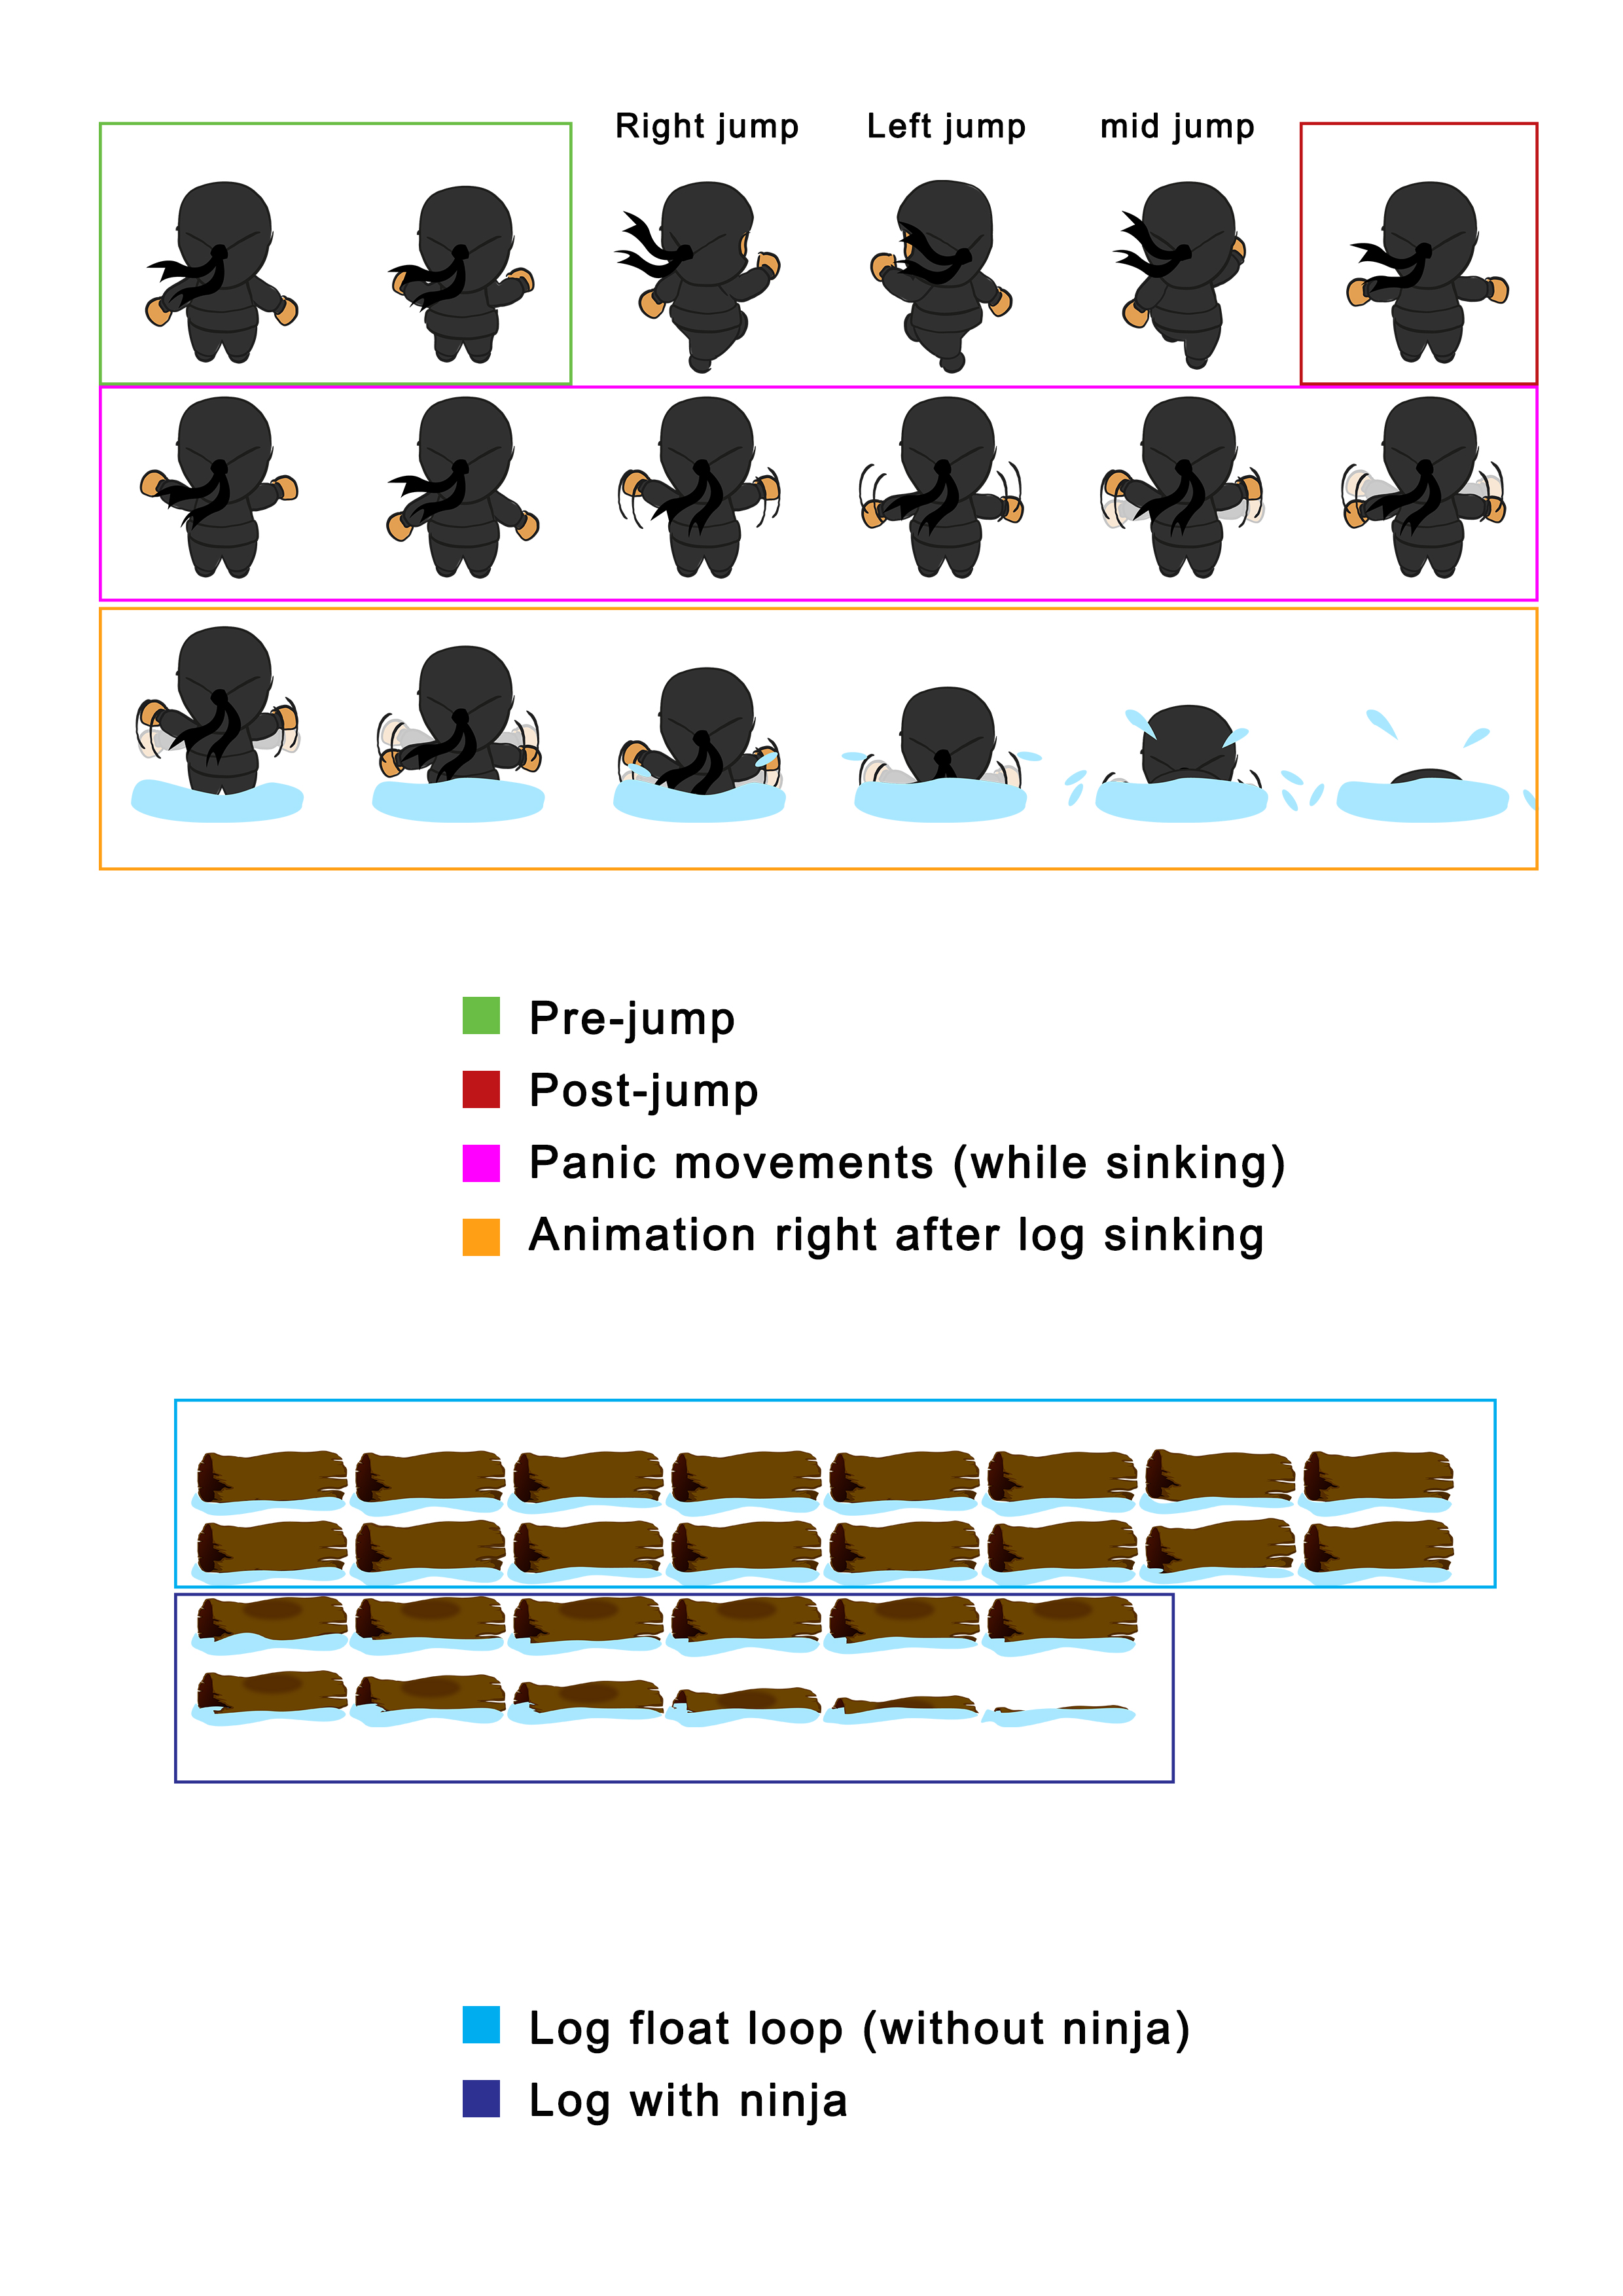 Right jump
Left jump
mid jump
Pre-jump
Post-jump
Panic movements (while sinking)
Animation right after log sinking
Log float loop (without ninja)
Log with ninja